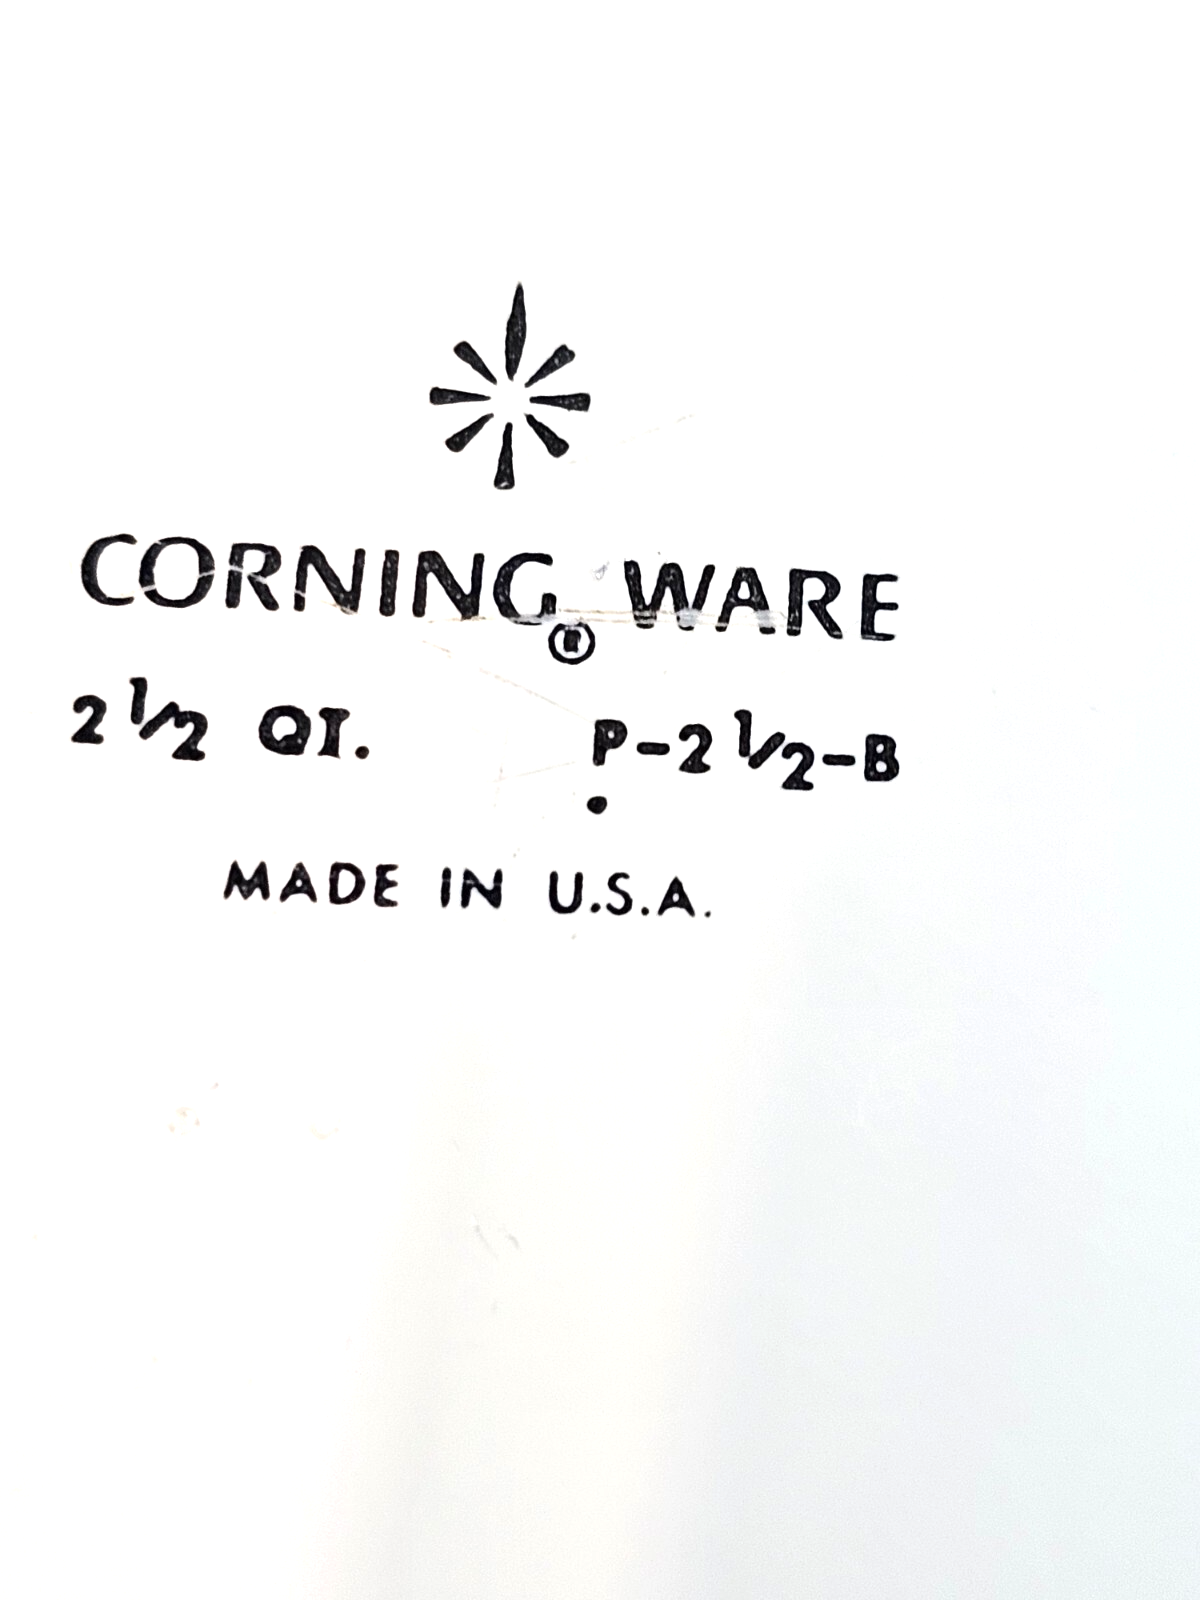 CORNING WARE
®
2 1/2 QT. P-2 1/2-B
MADE IN U.S.A.